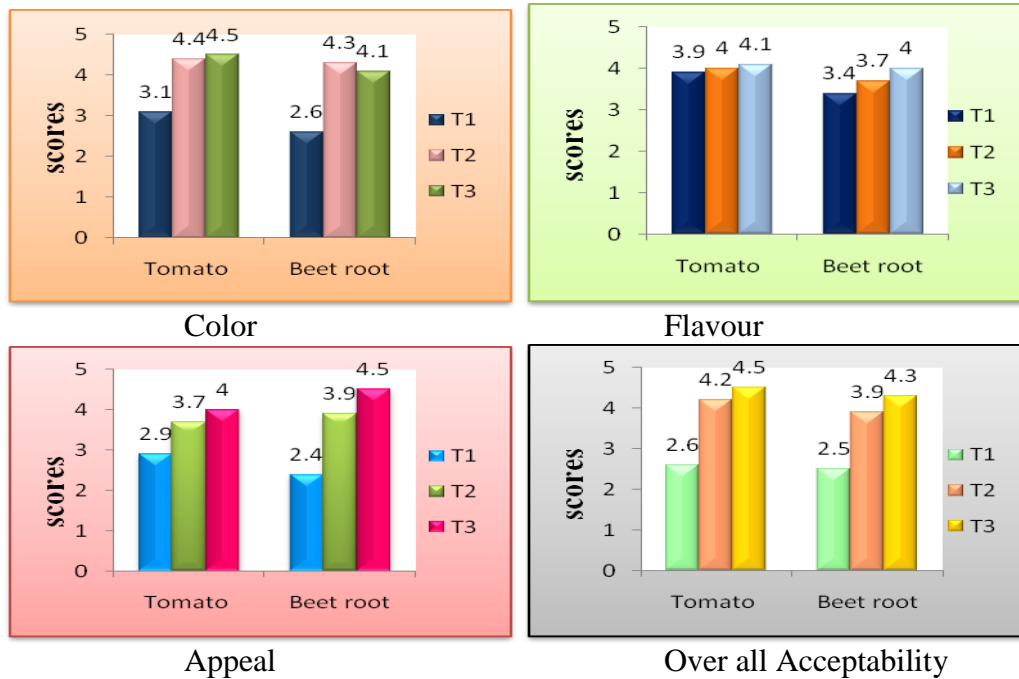 5
4
3
2
1
0
scores
3.1
4.4
4.5
2.6
4.3
4.1
Tomato
Beet root
T1
T2
T3
Color
5
4
3
2
1
0
scores
3.9
4
4.1
3.4
3.7
4
Tomato
Beet root
T1
T2
T3
Flavour
5
4
3
2
1
0
scores
2.9
3.7
4
2.4
3.9
4.5
Tomato
Beet root
T1
T2
T3
Appeal
5
4
3
2
1
0
scores
2.6
4.2
4.5
2.5
3.9
4.3
Tomato
Beet root
T1
T2
T3
Over all Acceptability